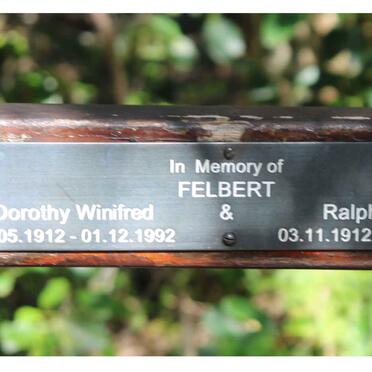 In Memory of
FELBERT
Dorothy Winifred & Ralph
05.1912 - 01.12.1992 03.11.1912